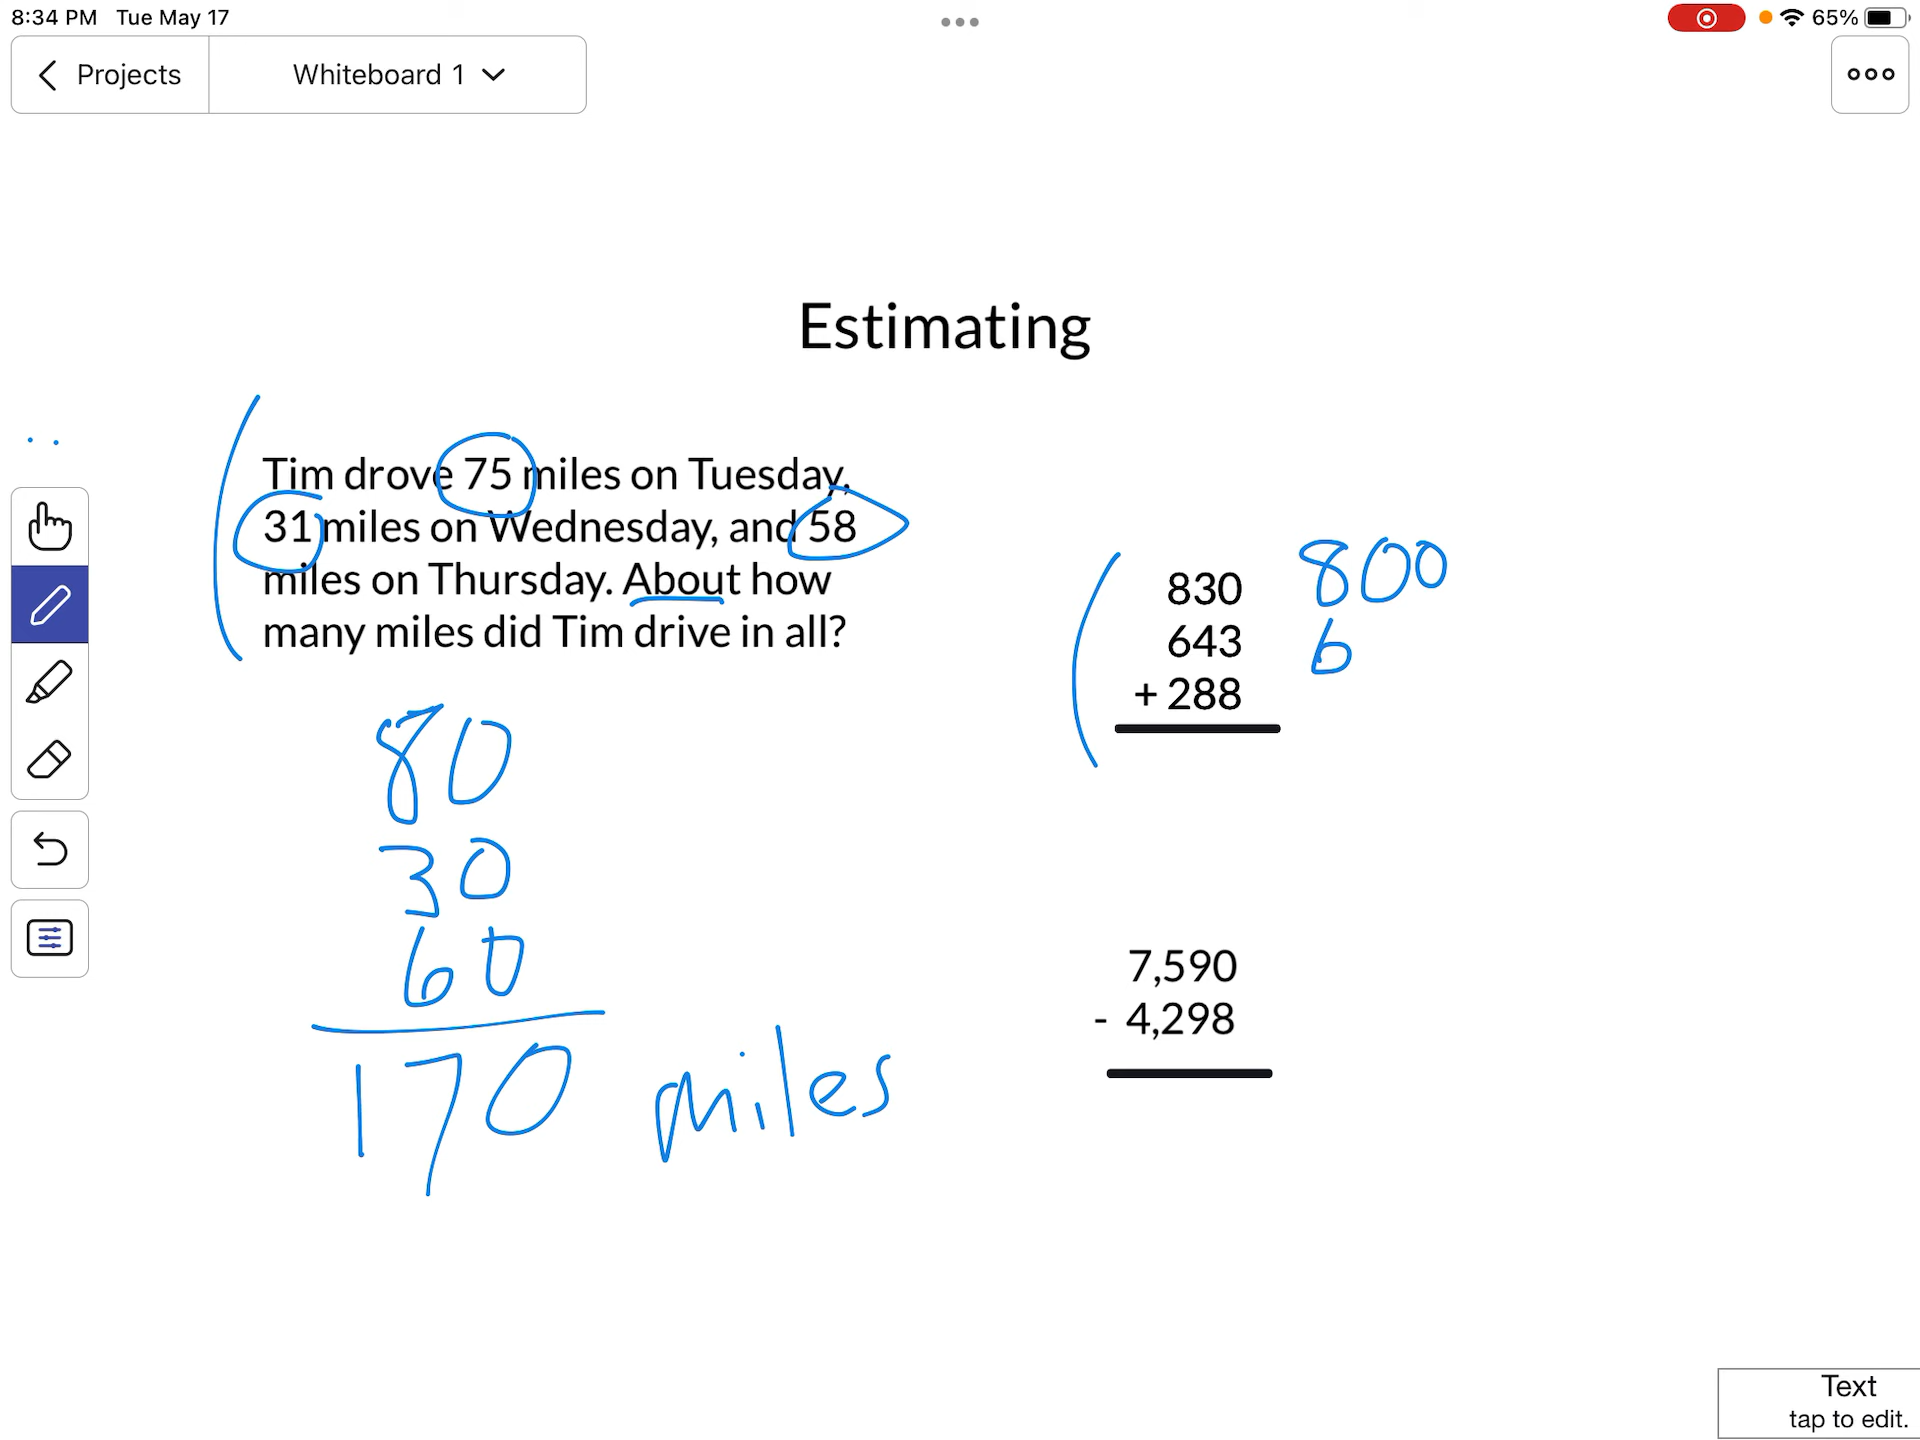 8:34 PM Tue May 17
65%
Projects
Whiteboard 1
Estimating
Tim drove 75 miles on Tuesday,
31 miles on Wednesday, and 58
miles on Thursday. About how
many miles did Tim drive in all?
80
30
60
170 miles
830 800
643 6
+ 288
7,590
- 4,298
Text
tap to edit.